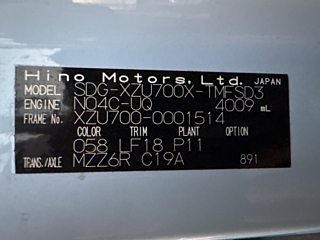 Hino Motors, Ltd. JAPAN
MODEL SDG-XZU700X-TMFSD3
ENGINE N04C-UQ 4009 mL
FRAME NO. XZU700-0001514
COLOR TRIM PLANT OPTION
058 LF18 P11
TRANS./AXLE MZZ6R C19A 891